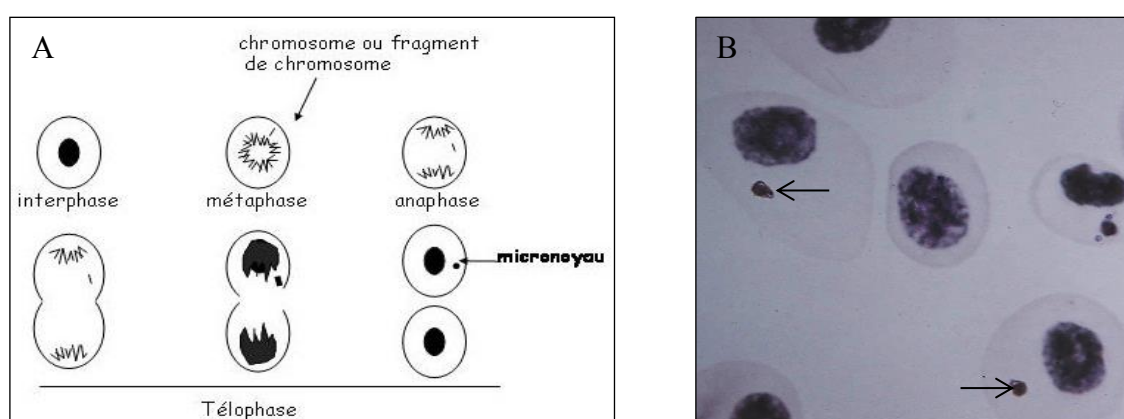 A
chromosome ou fragment
de chromosome
interphase
métaphase
anaphase
micronoyau
Télophase
B